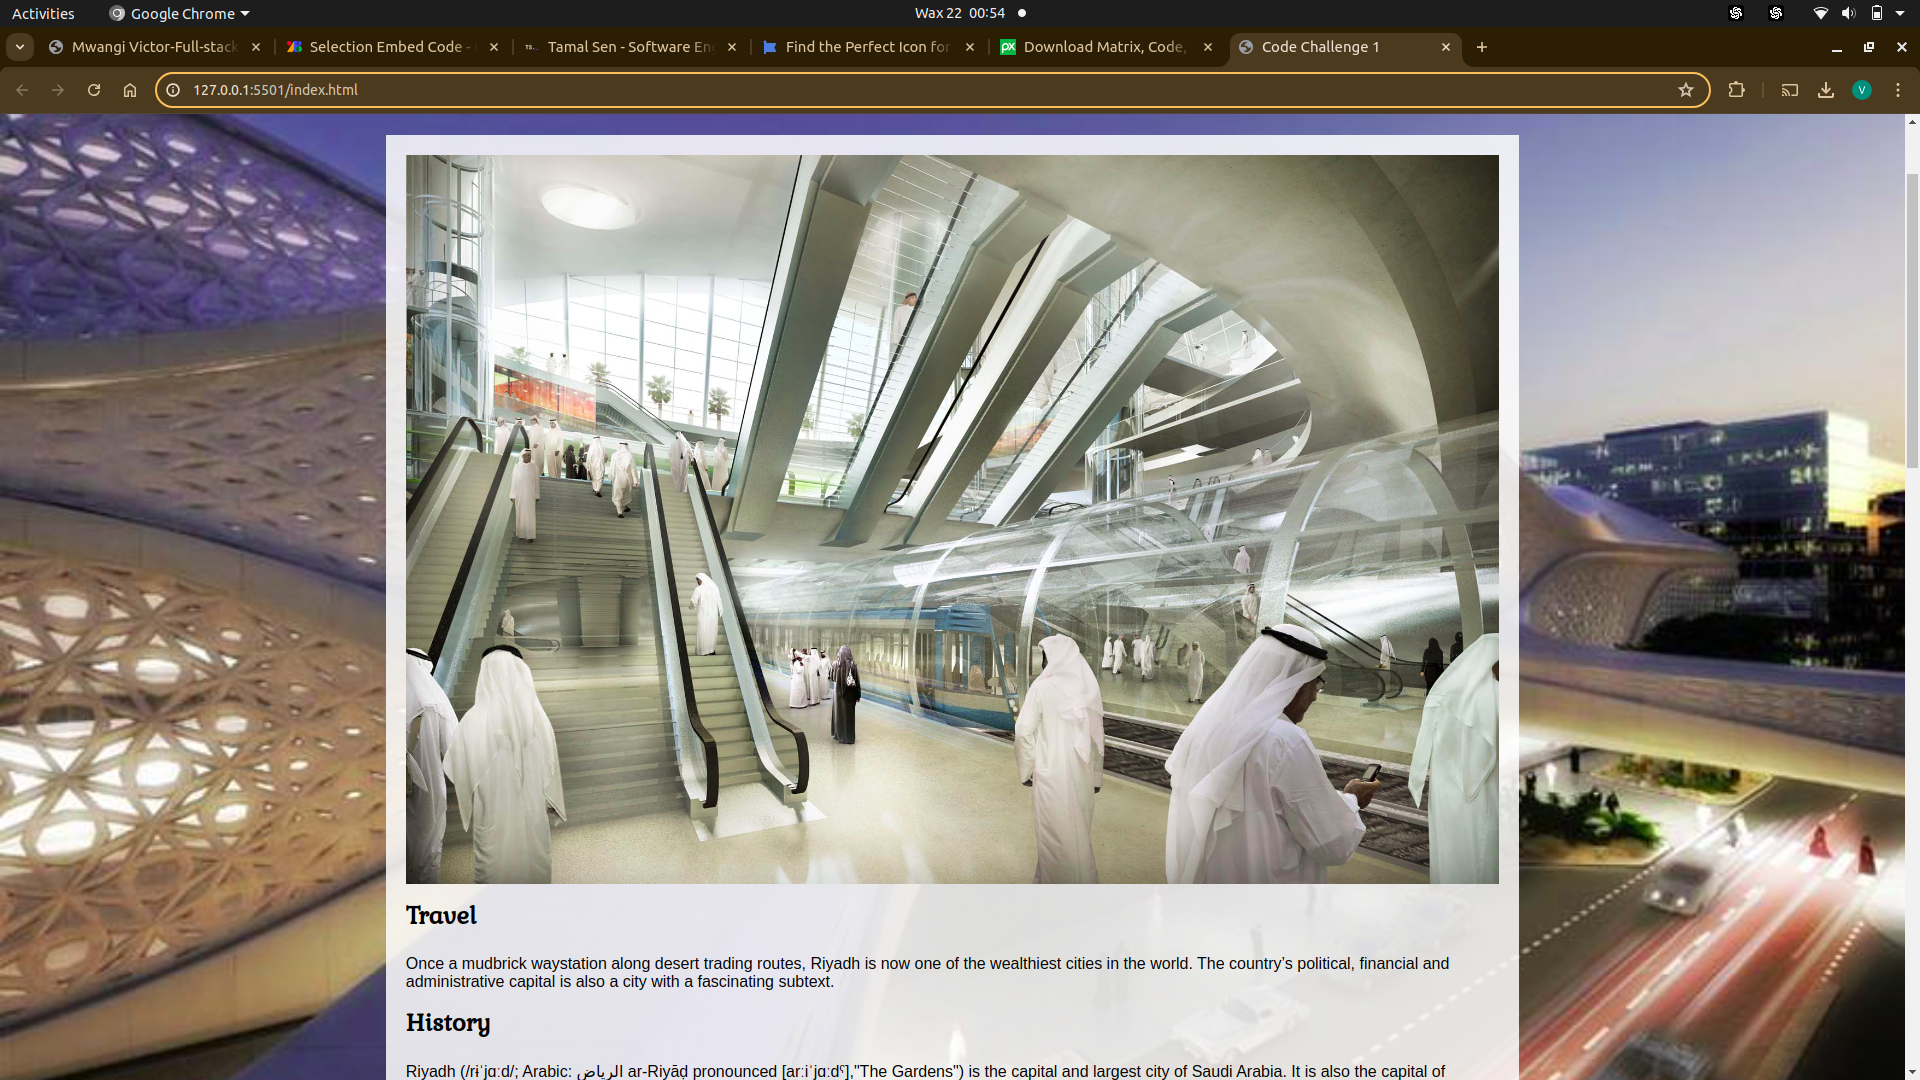 Activities
Google Chrome
Wax 22 00:54
Mwangi Victor-Full-stack
Selection Embed Code -
TS.
Tamal Sen - Software En
Find the Perfect Icon for
px
Download Matrix, Code,
Code Challenge 1
127.0.0.1:5501/index.html
V
Travel
Once a mudbrick waystation along desert trading routes, Riyadh is now one of the wealthiest cities in the world. The country’s political, financial and
administrative capital is also a city with a fascinating subtext.
History
Riyadh (/riˈjɑːd/; Arabic: الرياض ar-Riyāḍ pronounced [arːiˈjɑːdˤ],"The Gardens") is the capital and largest city of Saudi Arabia. It is also the capital of